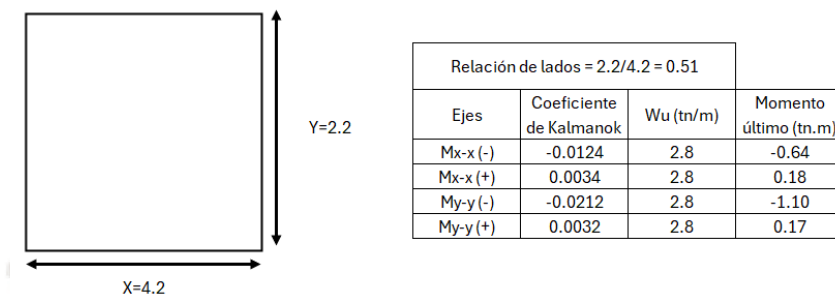 Y=2.2
X=4.2
Relación de lados = 2.2/4.2 = 0.51
Ejes Coeficiente de Kalmanok Wu (tn/m) Momento último (tn.m)
Mx-x (-) -0.0124 2.8 -0.64
Mx-x (+) 0.0034 2.8 0.18
My-y (-) -0.0212 2.8 -1.10
My-y (+) 0.0032 2.8 0.17